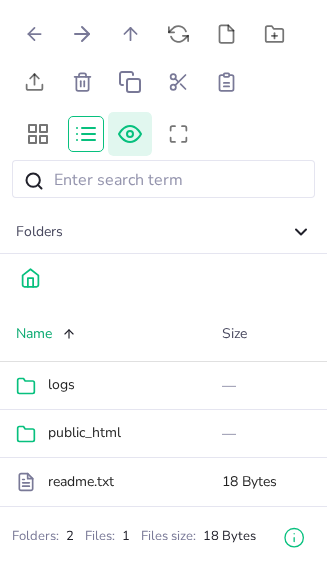 Enter search term
Folders
Name Size
logs —
public_html —
readme.txt 18 Bytes
Folders: 2 Files: 1 Files size: 18 Bytes